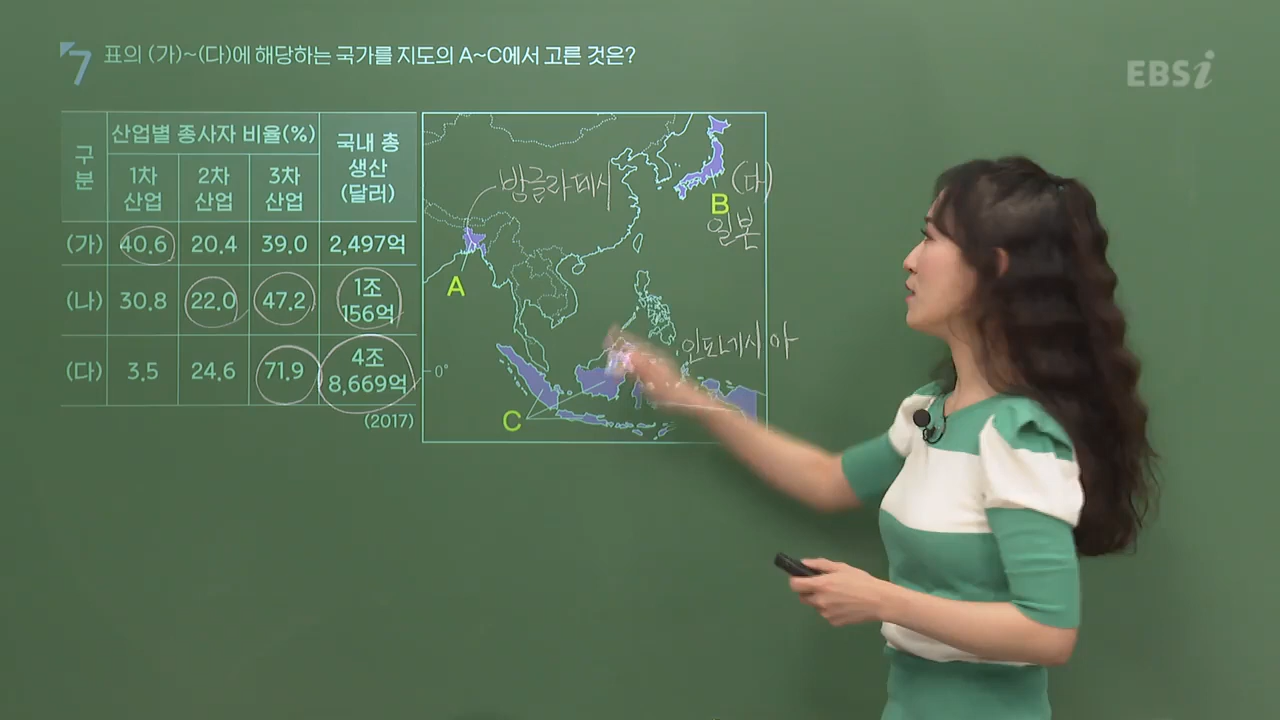 7 표의 (가)~(다)에 해당하는 국가를 지도의 A~C에서 고른 것은?
EBSi
구분 산업별 종사자 비율(%) 국내 총 생산 (달러)
1차 산업 2차 산업 3차 산업
(가) 40.6 20.4 39.0 2,497억
(나) 30.8 22.0 47.2 1조 156억
(다) 3.5 24.6 71.9 4조 8,669억
(2017)
방글라데시
(다)
B
일본
A
인도네시아
0°
C